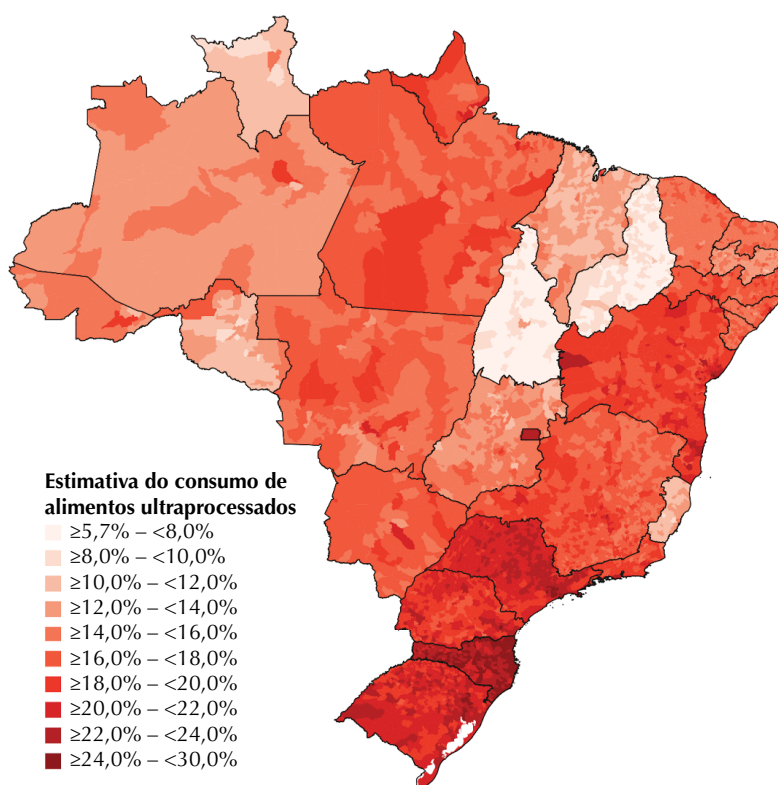 Estimativa do consumo de
alimentos ultraprocessados
≥5,7% – <8,0%
≥8,0% – <10,0%
≥10,0% – <12,0%
≥12,0% – <14,0%
≥14,0% – <16,0%
≥16,0% – <18,0%
≥18,0% – <20,0%
≥20,0% – <22,0%
≥22,0% – <24,0%
≥24,0% – <30,0%